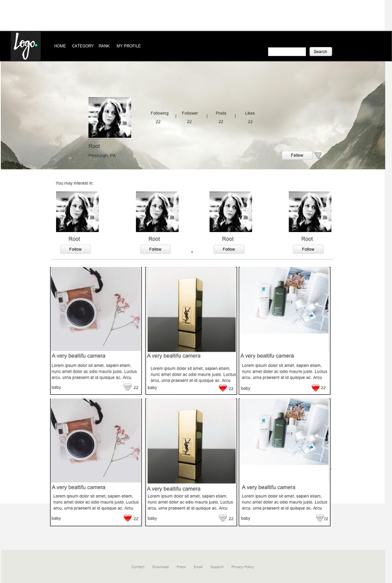 Logo.
HOME CATEGORY RANK MY PROFILE
Search
Following Follower Posts Likes
22 22 22 22
Root
Pittsburgh, PA
Follow
You may interest in:
Root Root Root Root
Follow Follow Follow Follow
A very beatifu camera A very beatifu camera A very beatifu camera
Lorem ipsum dolor sit amet, sapien etiam, nunc dolor ac odio mauris justo. Luctus arcu, urna praesent at id quisque ac. Arcu
Lorem ipsum dolor sit amet, sapien etiam, nunc dolor ac odio mauris justo. Luctus arcu, urna praesent at id quisque ac. Arcu
Lorem ipsum dolor sit amet, sapien etiam, nunc dolor ac odio mauris justo. Luctus arcu, urna praesent at id quisque ac. Arcu
baby 22 baby 22 baby 22
A very beatifu camera A very beatifu camera A very beatifu camera
Lorem ipsum dolor sit amet, sapien etiam, nunc dolor ac odio mauris justo. Luctus arcu, urna praesent at id quisque ac. Arcu
Lorem ipsum dolor sit amet, sapien etiam, nunc dolor ac odio mauris justo. Luctus arcu, urna praesent at id quisque ac. Arcu
Lorem ipsum dolor sit amet, sapien etiam, nunc dolor ac odio mauris justo. Luctus arcu, urna praesent at id quisque ac. Arcu
baby 22 baby 22 baby 22
Contact Download Press Email Support Privacy Policy